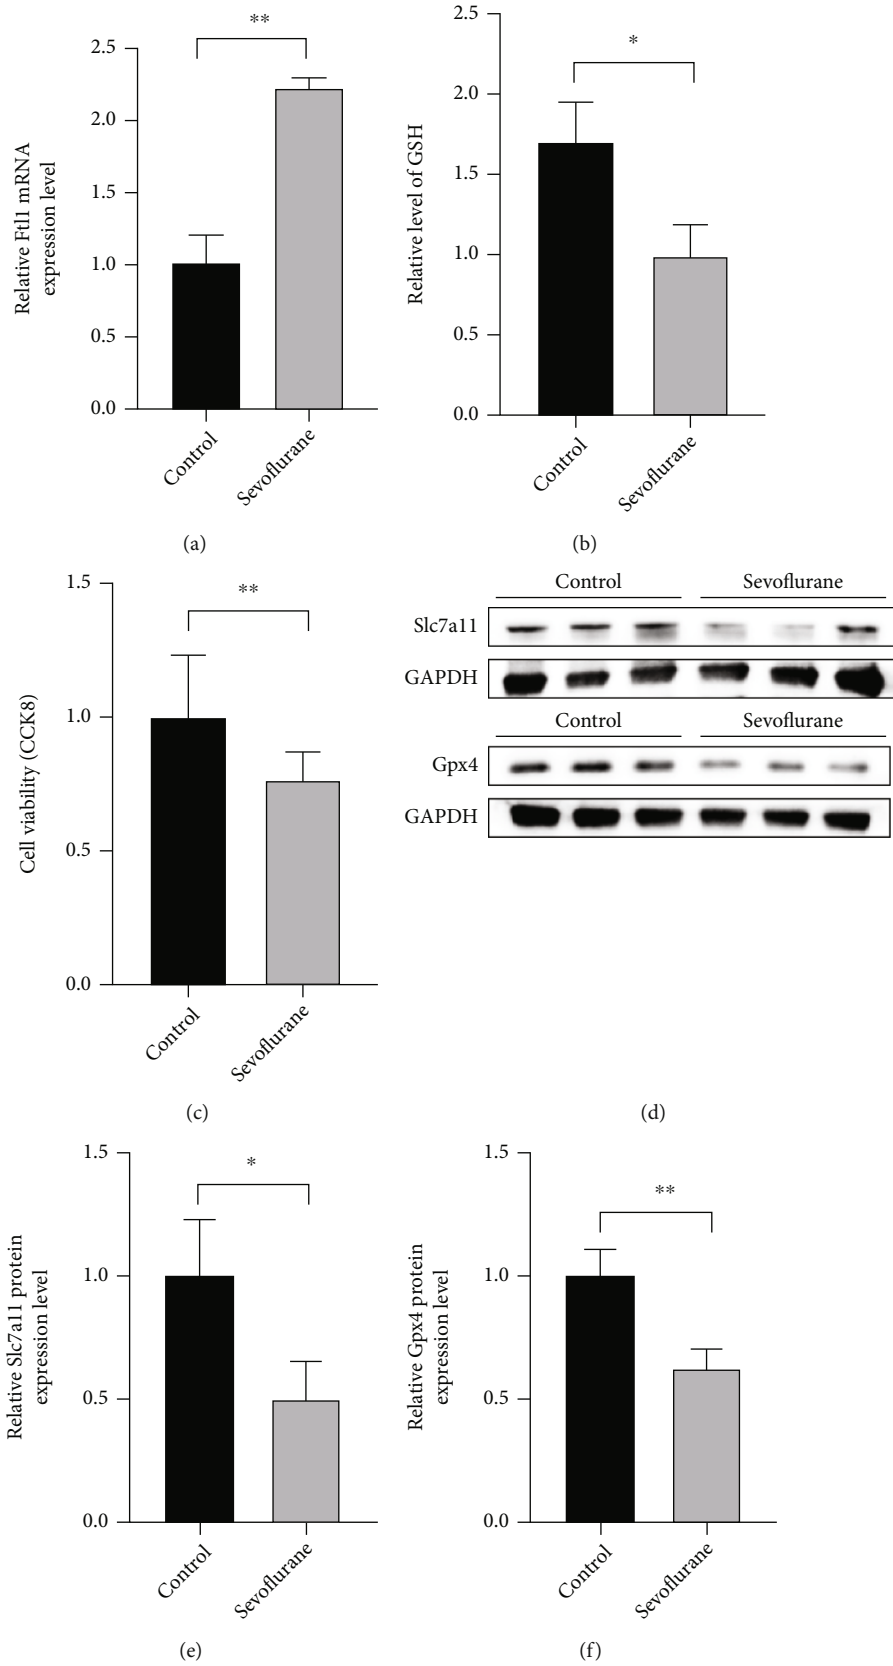 **
2.5
2.0
1.5
1.0
0.5
0.0
Relative Ftl1 mRNA
expression level
Control
Sevoflurane
(a)
*
2.5
2.0
1.5
1.0
0.5
0.0
Relative level of GSH
Control
Sevoflurane
(b)
**
1.5
1.0
0.5
0.0
Cell viability (CCK8)
Control
Sevoflurane
(c)
Control Sevoflurane
Slc7a11
GAPDH
Control Sevoflurane
Gpx4
GAPDH
(d)
*
1.5
1.0
0.5
0.0
Relative Slc7a11 protein
expression level
Control
Sevoflurane
(e)
**
1.5
1.0
0.5
0.0
Relative Gpx4 protein
expression level
Control
Sevoflurane
(f)